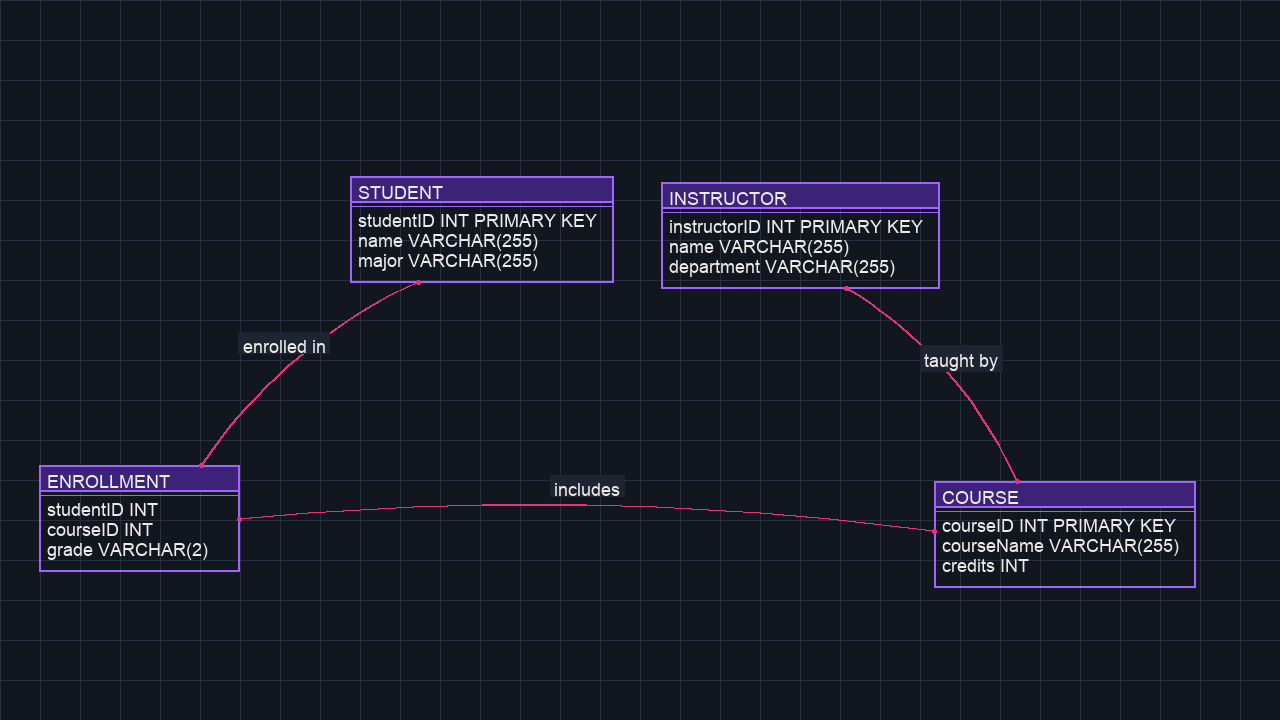 STUDENT
studentID INT PRIMARY KEY
name VARCHAR(255)
major VARCHAR(255)
INSTRUCTOR
instructorID INT PRIMARY KEY
name VARCHAR(255)
department VARCHAR(255)
enrolled in
taught by
ENROLLMENT
studentID INT
courseID INT
grade VARCHAR(2)
includes
COURSE
courseID INT PRIMARY KEY
courseName VARCHAR(255)
credits INT